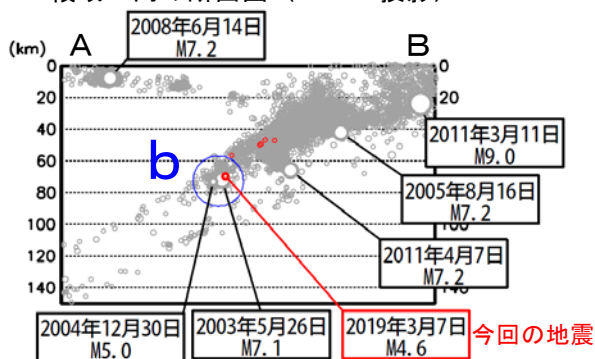 2008年6月14日
M7.2
(km)
A
B
0
20
40
60
80
100
120
140
0
20
b
2011年3月11日
M9.0
2005年8月16日
M7.2
2011年4月7日
M7.2
2004年12月30日
M5.0
2003年5月26日
M7.1
2019年3月7日
M4.6
今回の地震